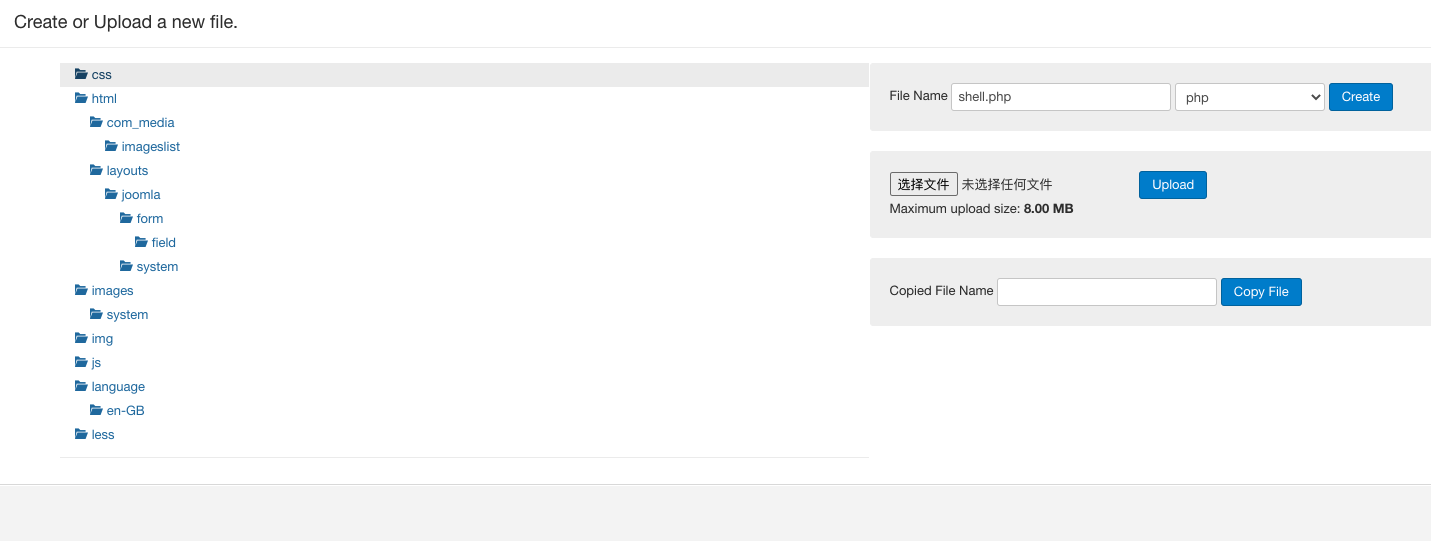 Create or Upload a new file.
css
html
com_media
imageslist
layouts
joomla
form
field
system
images
system
img
js
language
en-GB
less
File Name shell.php php Create
选择文件 未选择任何文件 Upload
Maximum upload size: 8.00 MB
Copied File Name Copy File